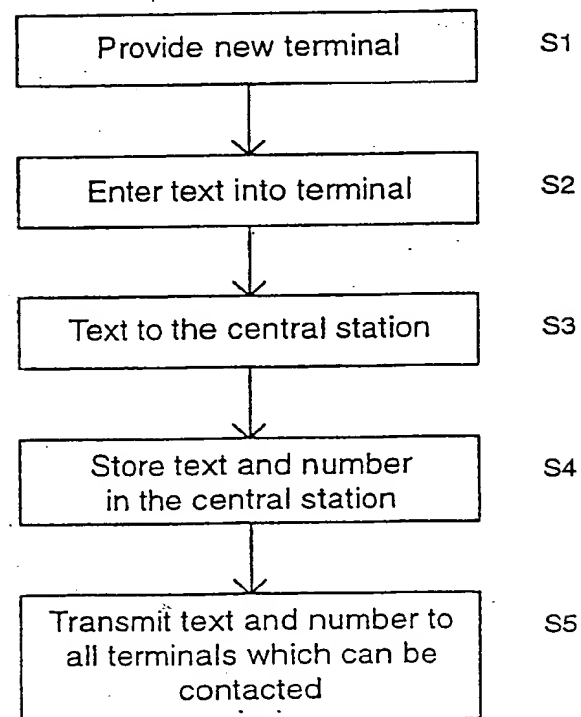 Provide new terminal S1
Enter text into terminal S2
Text to the central station S3
Store text and number S4
in the central station
Transmit text and number to S5
all terminals which can be
contacted